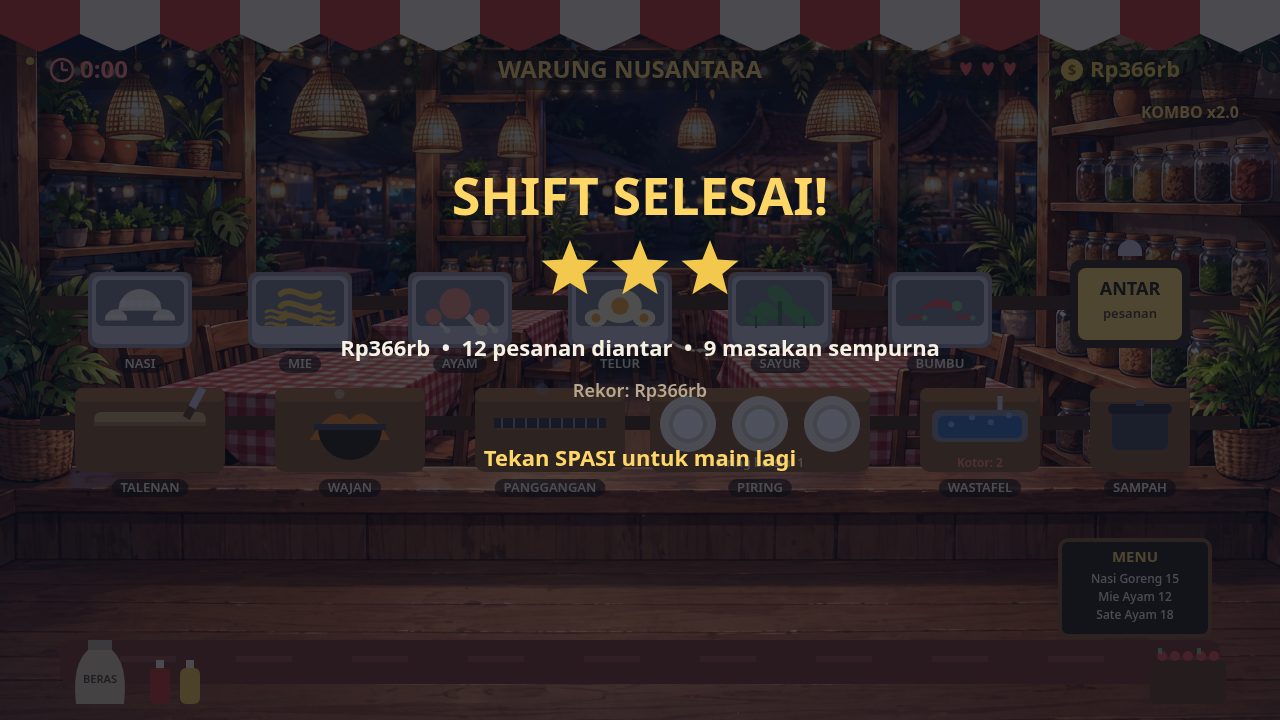 0:00
WARUNG NUSANTARA
$ Rp366rb
KOMBO x2.0
SHIFT SELESAI!
ANTAR
pesanan
Rp366rb • 12 pesanan diantar • 9 masakan sempurna
NASI
MIE
AYAM
TELUR
SAYUR
BUMBU
Rekor: Rp366rb
Tekan SPASI untuk main lagi
Kotor: 2
TALENAN
WAJAN
PANGGANGAN
PIRING
WASTAFEL
SAMPAH
MENU
Nasi Goreng 15
Mie Ayam 12
Sate Ayam 18
BERAS